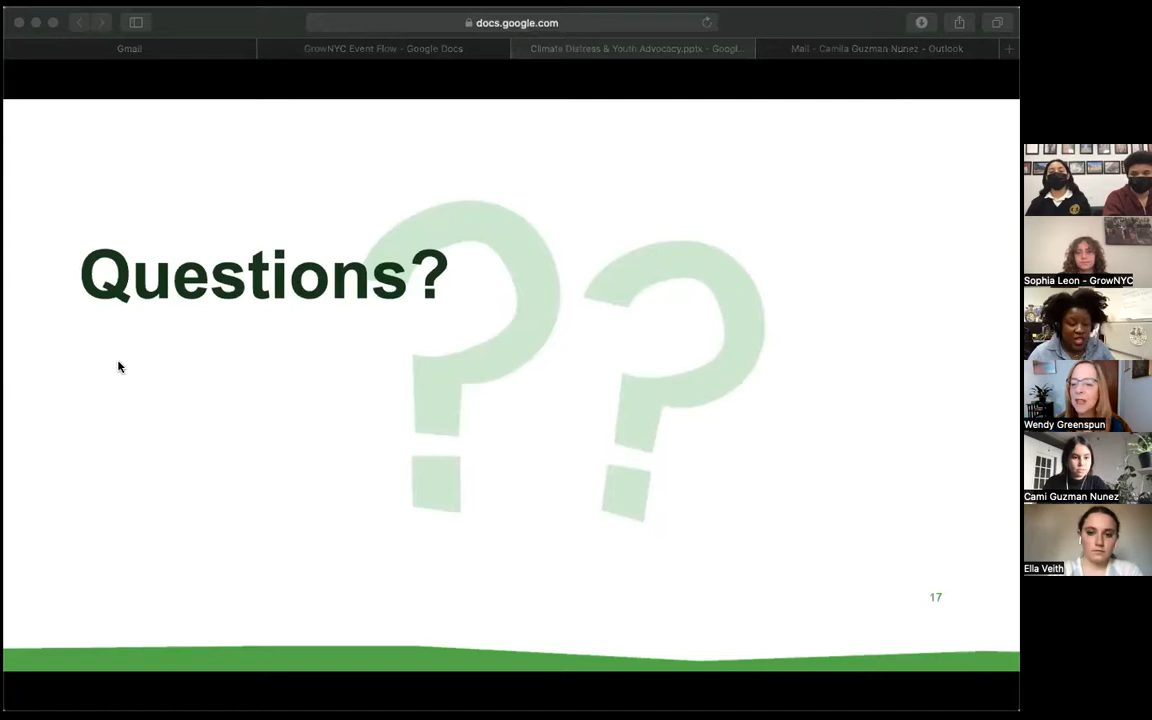 docs.google.com
Gmail
GrowNYC Event Flow - Google Docs
Climate Distress & Youth Advocacy.pptx - Googl...
Mail - Camila Guzman Nunez - Outlook
Questions?
??
17
Sophia Leon - GrowNYC
Wendy Greenspun
Cami Guzman Nunez
Ella Veith